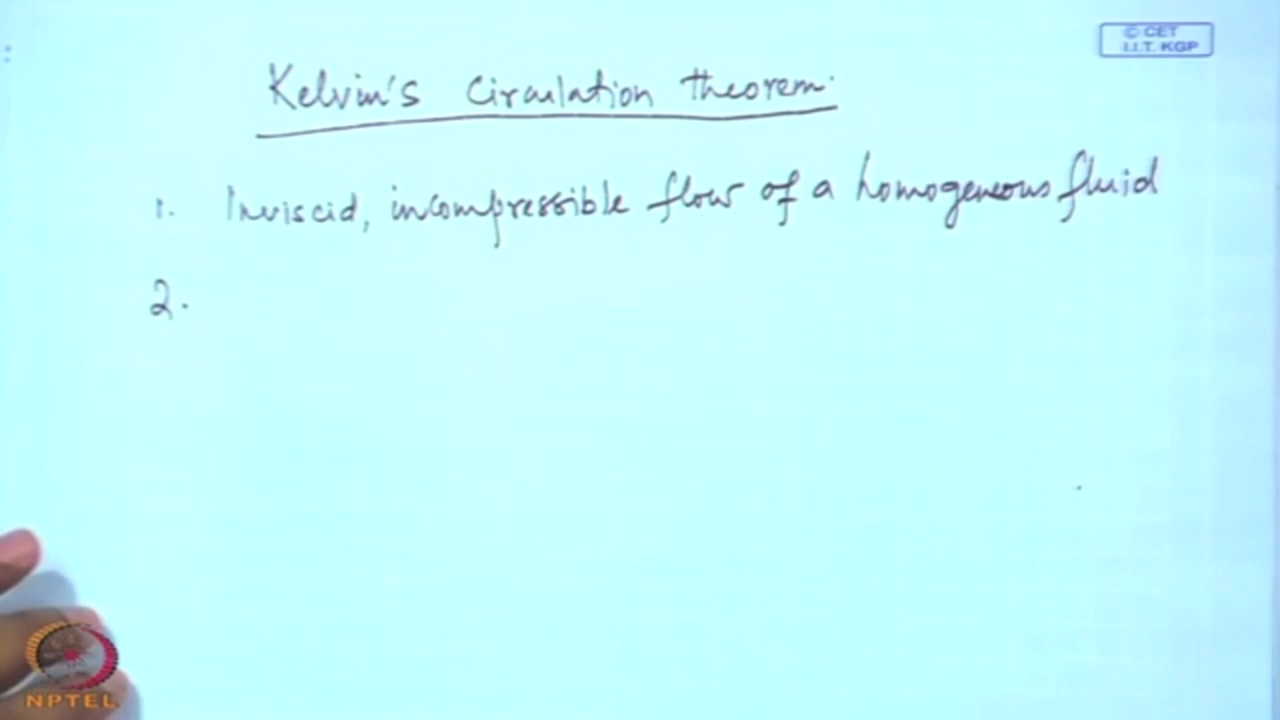 © CET
I.I.T. KGP
Kelvin's Circulation theorem.
1. Inviscid, incompressible flow of a homogeneous fluid
2.
NPTEL